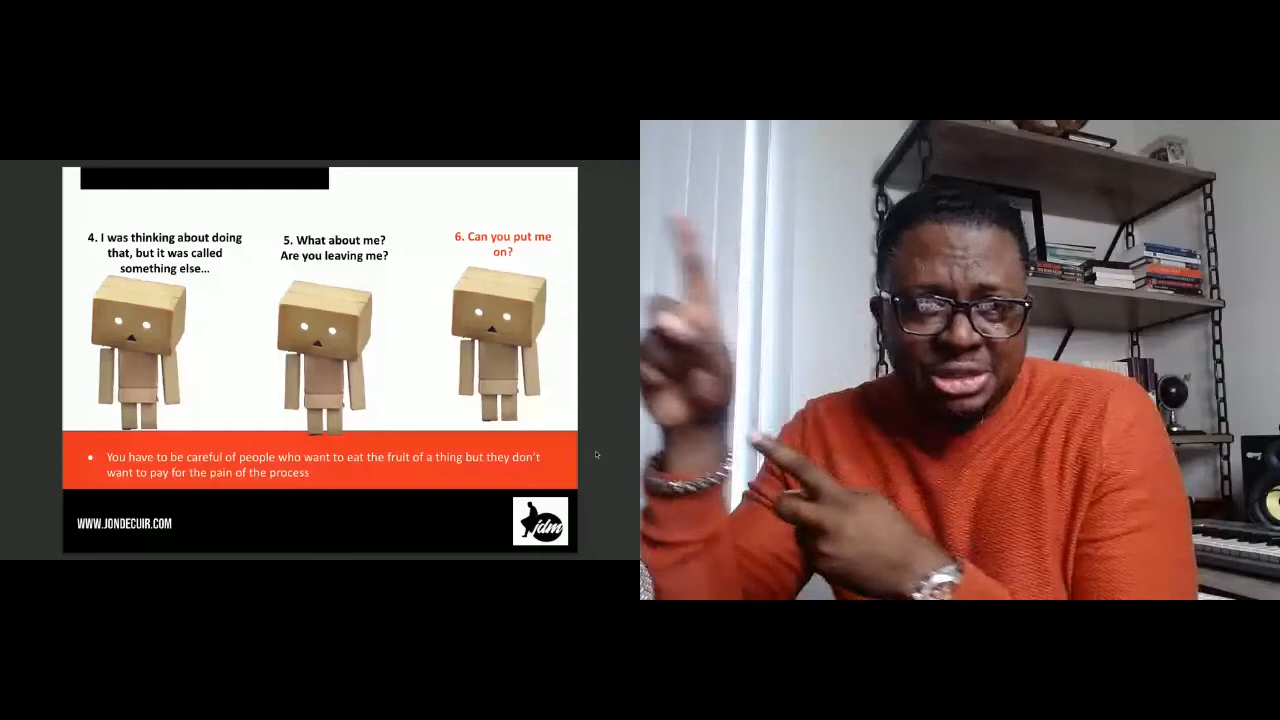 4. I was thinking about doing
that, but it was called
something else...
5. What about me?
Are you leaving me?
6. Can you put me
on?
• You have to be careful of people who want to eat the fruit of a thing but they don't
want to pay for the pain of the process
WWW.JONDECUIR.COM
jdm